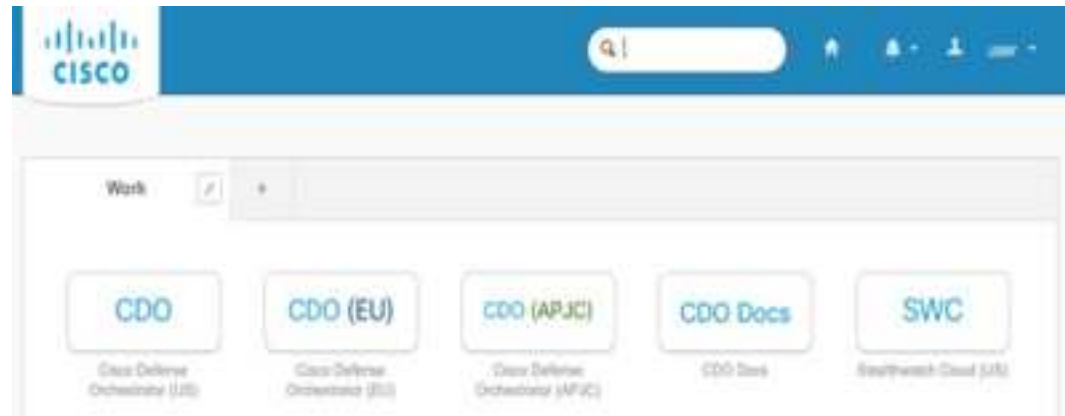 CISCO
Work
+
CDO
CDO (EU)
CDO (APJC)
CDO Docs
SWC
Cisco Defense
Orchestrator (US)
Cisco Defense
Orchestrator (EU)
Cisco Defense
Orchestrator (APJC)
CDO Docs
Stealthwatch Cloud (US)